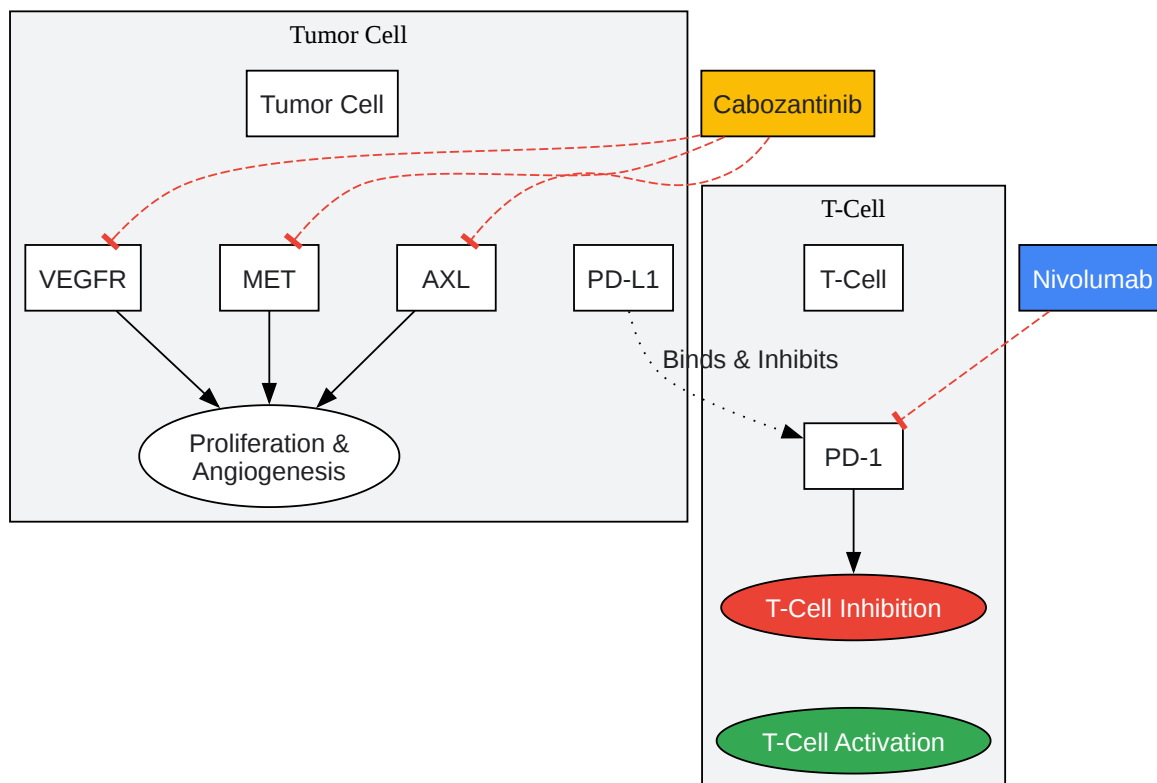 Tumor Cell
Tumor Cell
Cabozantinib
T-Cell
VEGFR
MET
AXL
PD-L1
T-Cell
Nivolumab
Binds & Inhibits
Proliferation &
Angiogenesis
PD-1
T-Cell Inhibition
T-Cell Activation